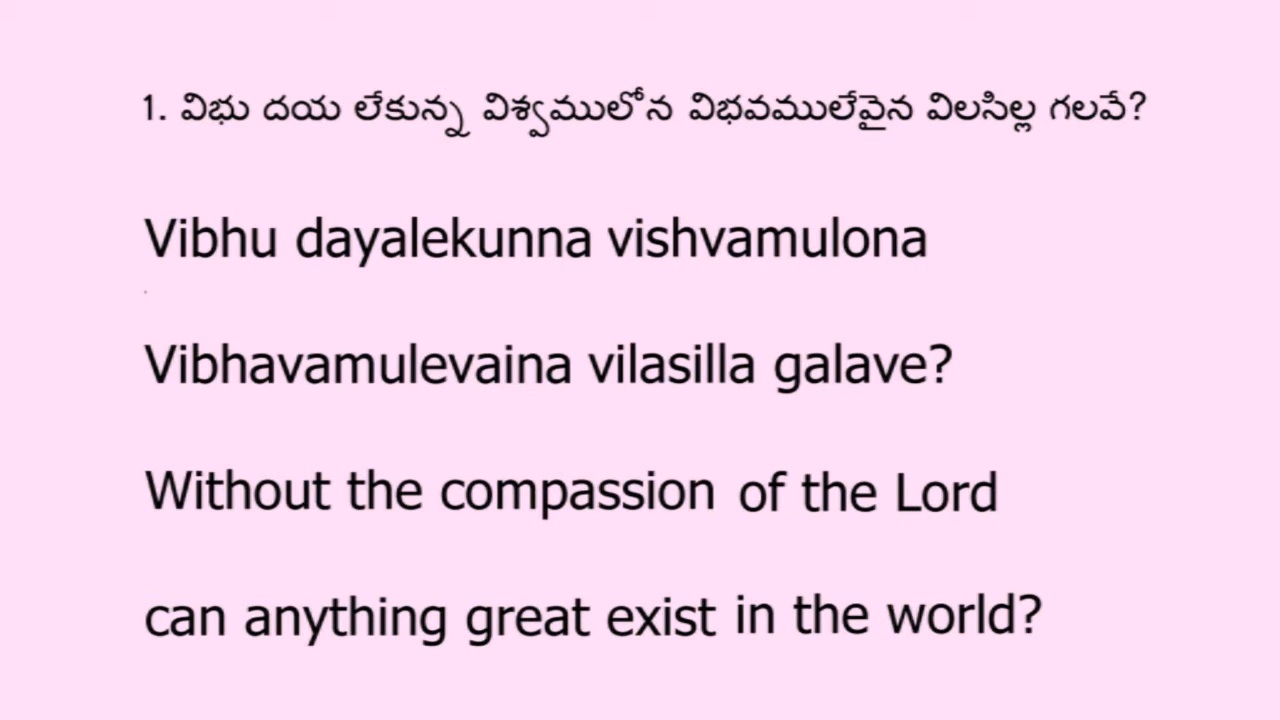 1. విభు దయ లేకున్న విశ్వములోన విభవములేవైన విలసిల్ల గలవే?
Vibhu dayalekunna vishvamulona
Vibhavamulevaina vilasilla galave?
Without the compassion of the Lord
can anything great exist in the world?